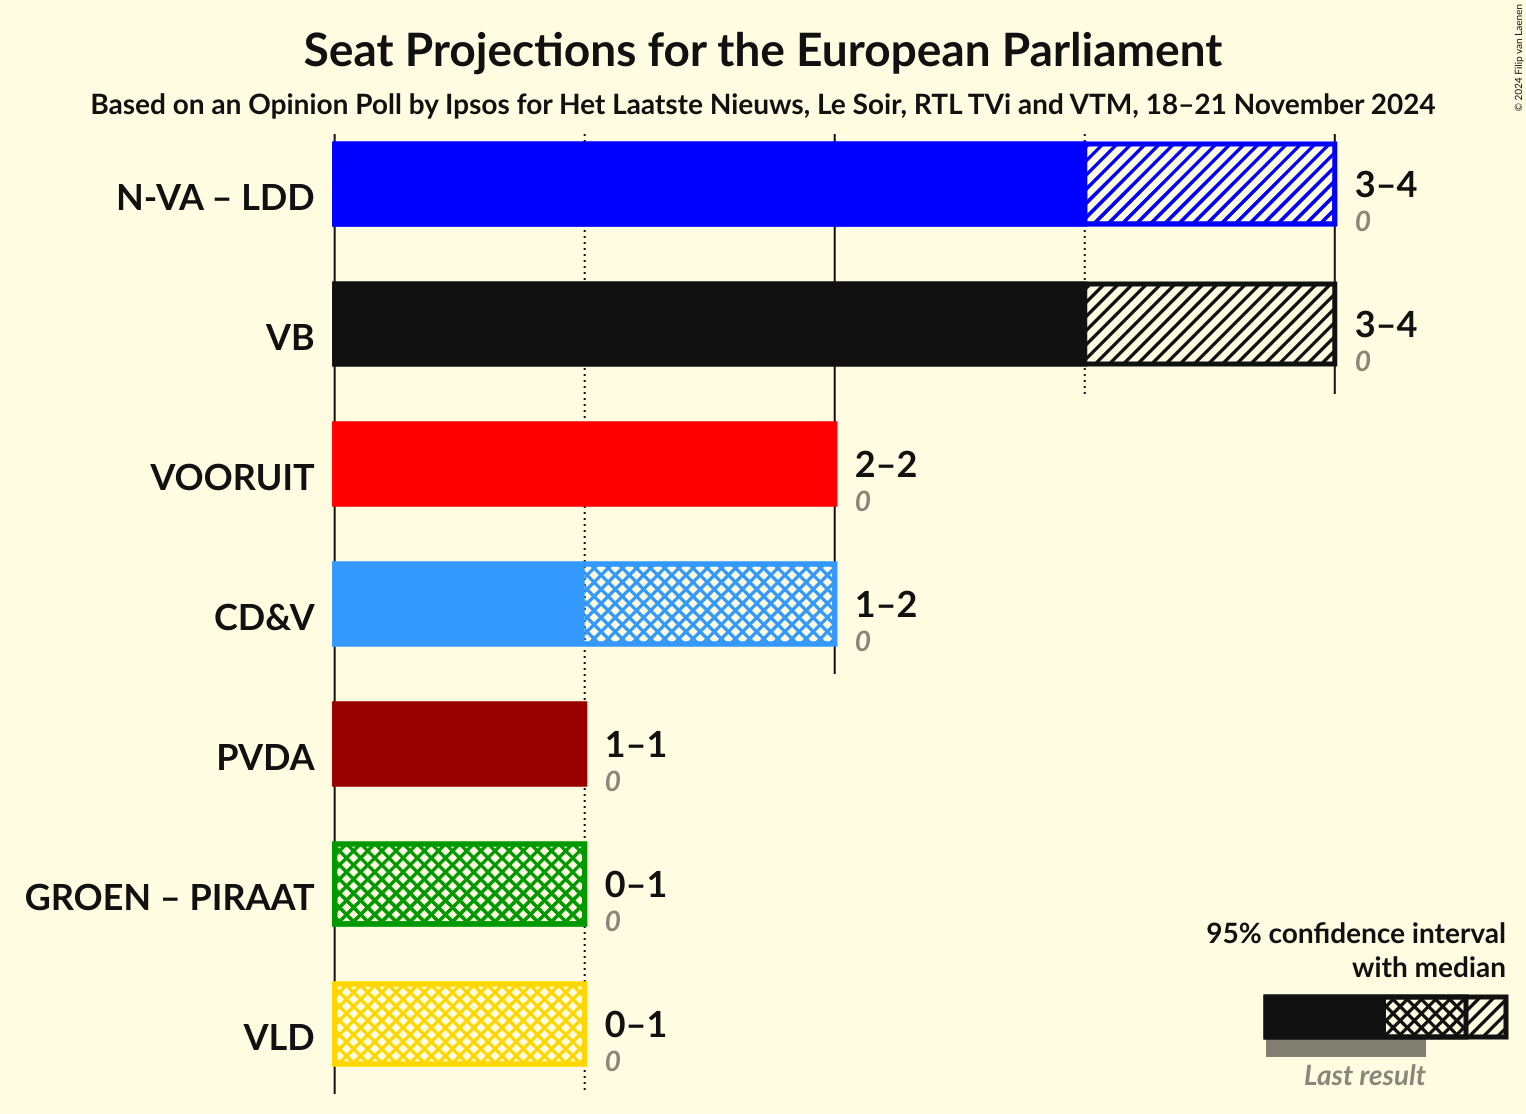 Seat Projections for the European Parliament
Based on an Opinion Poll by Ipsos for Het Laatste Nieuws, Le Soir, RTL TVi and VTM, 18–21 November 2024
© 2024 Filip van Laenen
N-VA – LDD
3–4
0
VB
3–4
0
VOORUIT
2–2
0
CD&V
1–2
0
PVDA
1–1
0
GROEN – PIRAAT
0–1
0
VLD
0–1
0
95% confidence interval
with median
Last result